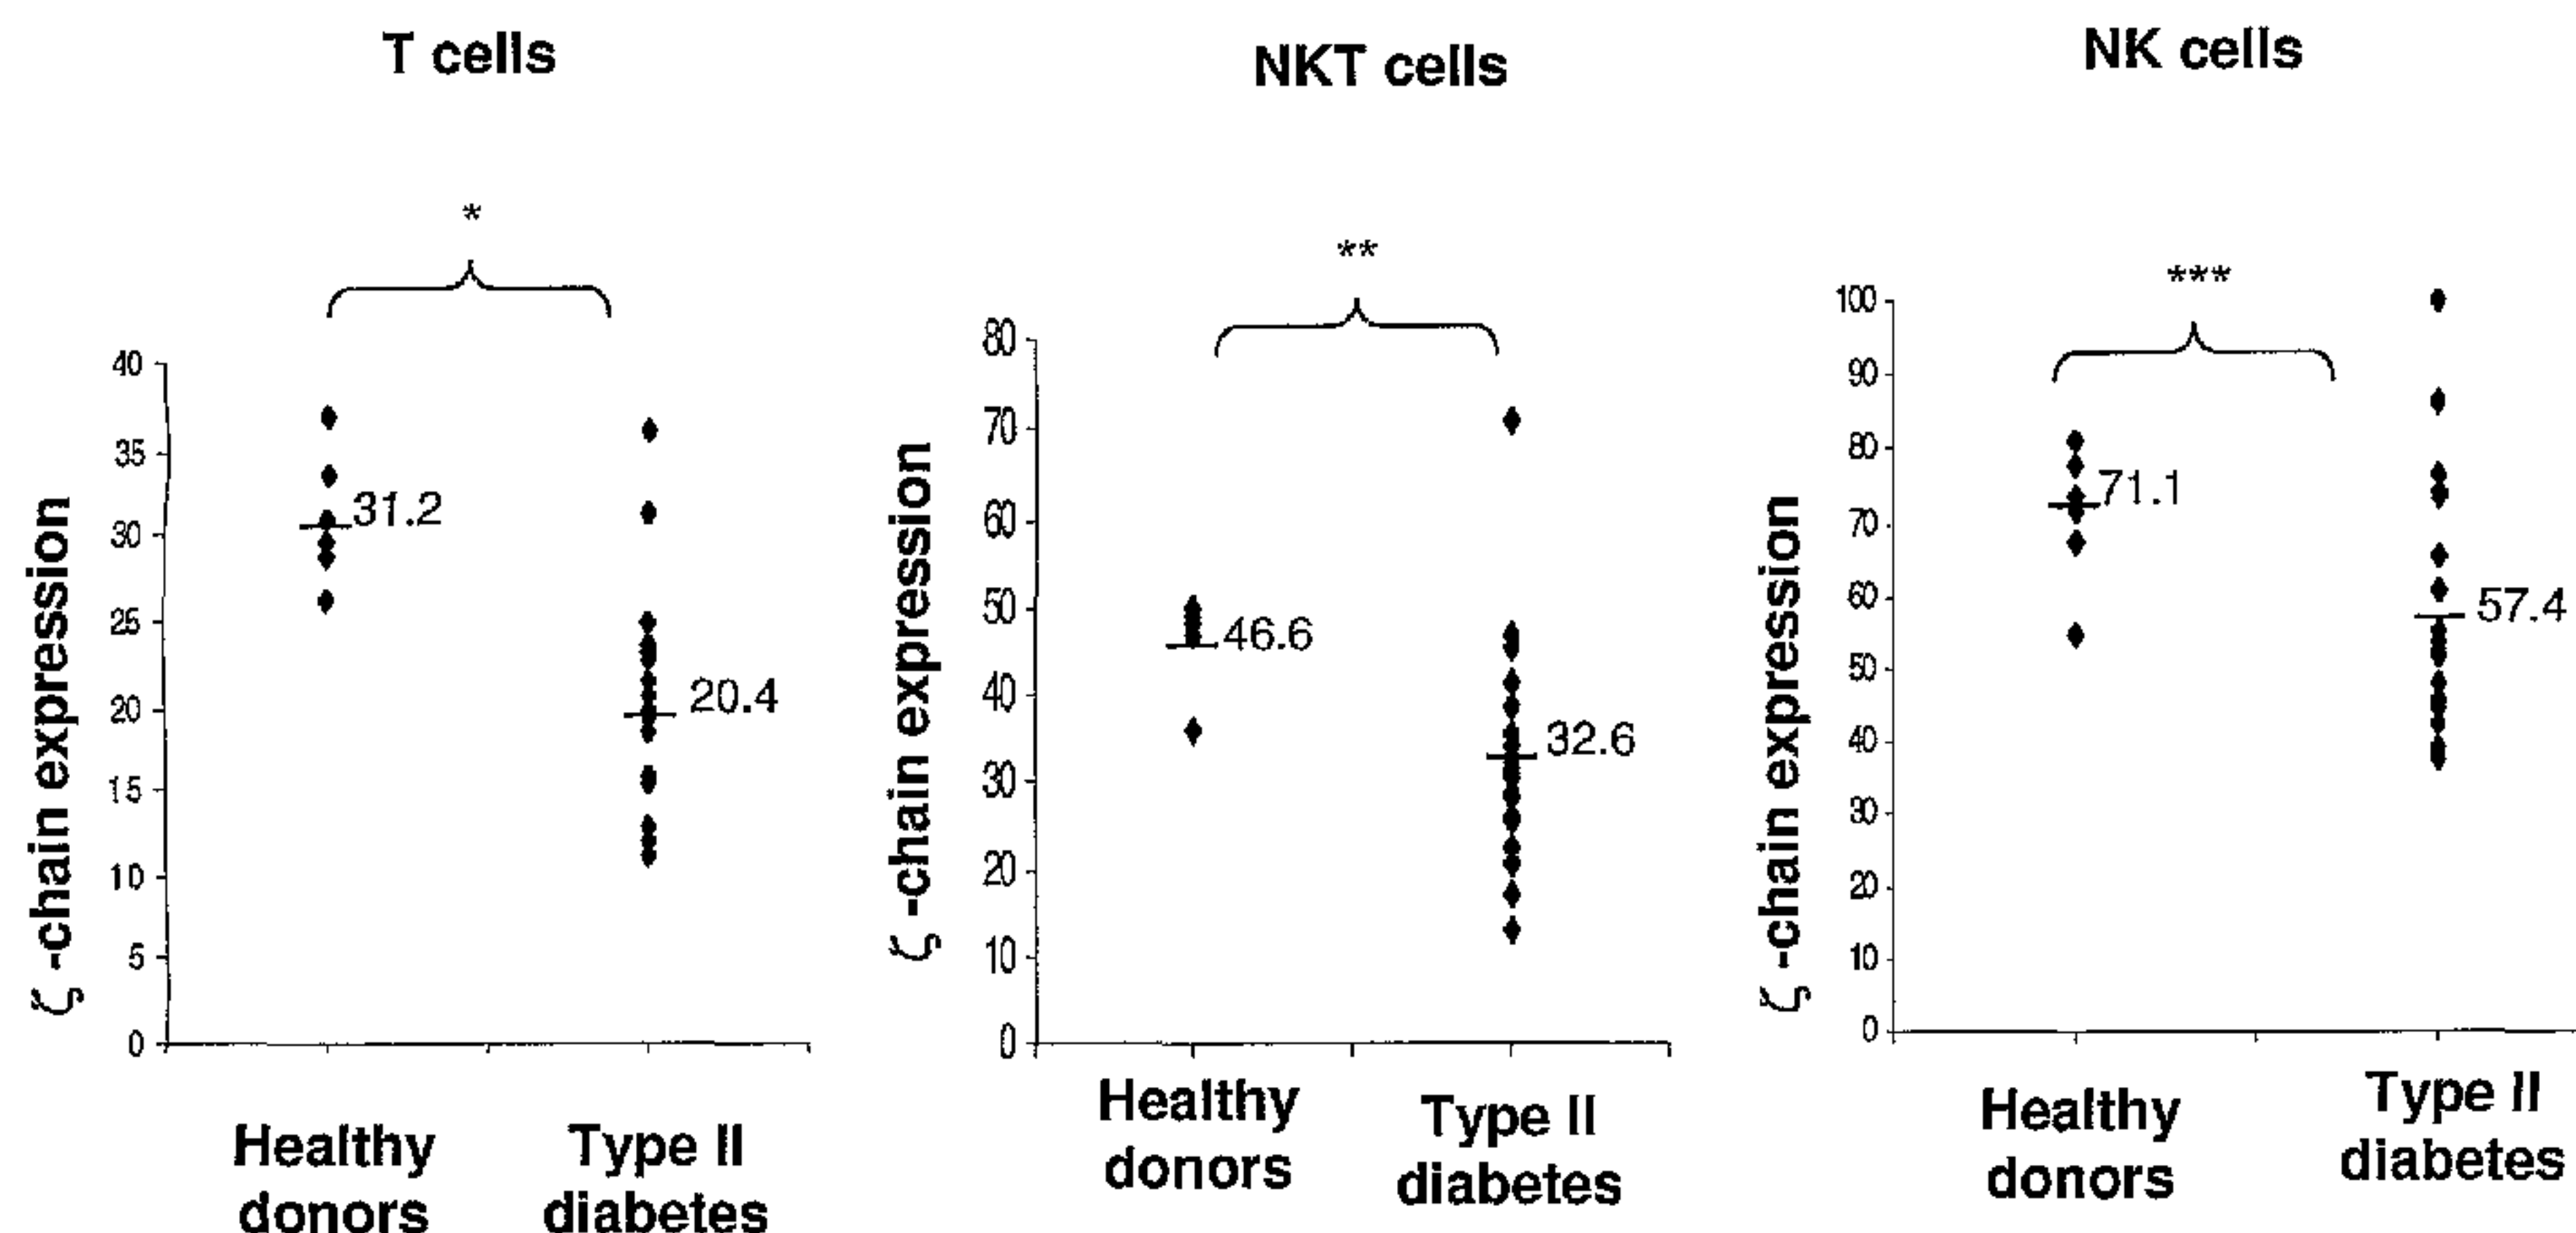 T cells
*
ζ -chain expression
40
35
30
25
20
15
10
5
0
31.2
20.4
Healthy
donors
Type II
diabetes
NKT cells
**
ζ -chain expression
80
70
60
50
40
30
20
10
0
46.6
32.6
Healthy
donors
Type II
diabetes
NK cells
***
ζ -chain expression
100
90
80
70
60
50
40
30
20
10
0
71.1
57.4
Healthy
donors
Type II
diabetes